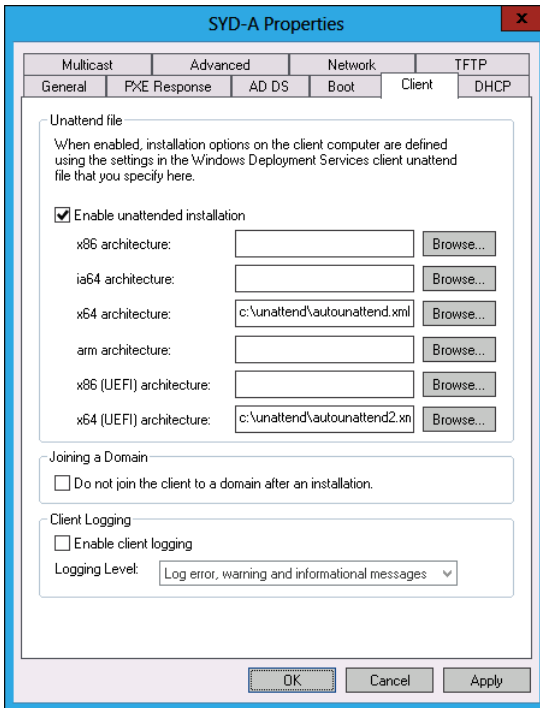 SYD-A Properties
x
Multicast Advanced Network TFTP
General PXE Response AD DS Boot Client DHCP
Unattend file
When enabled, installation options on the client computer are defined
using the settings in the Windows Deployment Services client unattend
file that you specify here.
Enable unattended installation
x86 architecture: Browse...
ia64 architecture: Browse...
x64 architecture: c:\unattend\autounattend.xml Browse...
arm architecture: Browse...
x86 (UEFI) architecture: Browse...
x64 (UEFI) architecture: c:\unattend\autounattend2.xn Browse...
Joining a Domain
Do not join the client to a domain after an installation.
Client Logging
Enable client logging
Logging Level: Log error, warning and informational messages
OK Cancel Apply